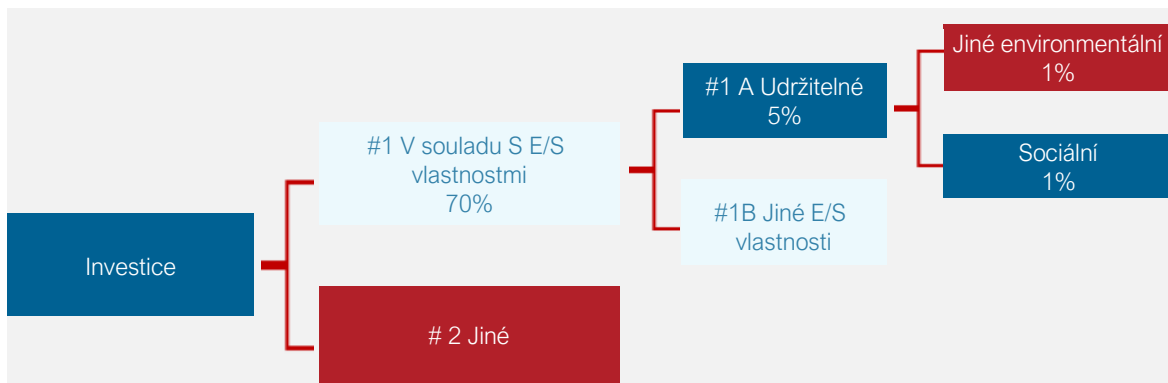 Investice
#1 V souladu S E/S
vlastnostmi
70%
# 2 Jiné
#1 A Udržitelné
5%
#1B Jiné E/S
vlastnosti
Jiné environmentální
1%
Sociální
1%